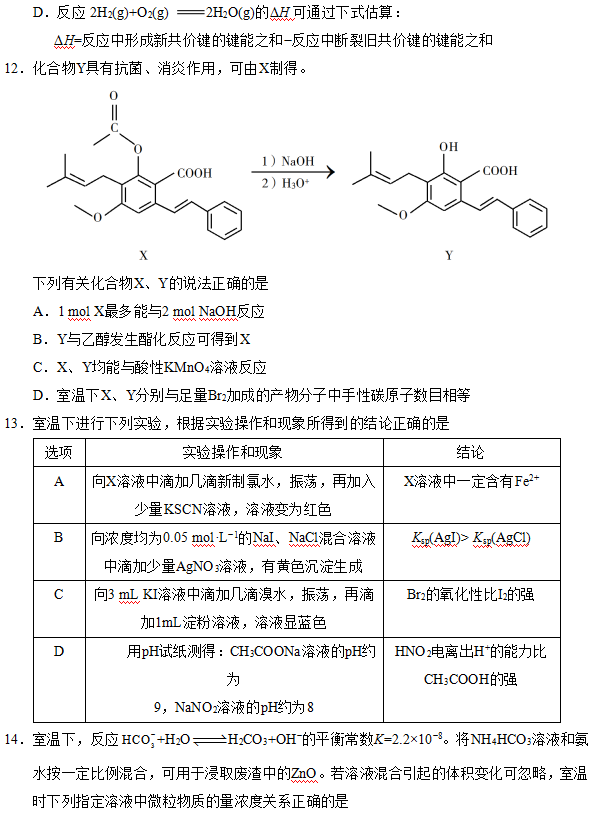 D．反应 2H₂(g)+O₂(g) ══2H₂O(g)的ΔH 可通过下式估算：
ΔH=反应中形成新共价键的键能之和−反应中断裂旧共价键的键能之和
12．化合物Y具有抗菌、消炎作用，可由X制得。
O
C
O
COOH
O
X
1）NaOH
2）H₃O⁺
OH
COOH
O
Y
下列有关化合物X、Y的说法正确的是
A．1 mol X最多能与2 mol NaOH反应
B．Y与乙醇发生酯化反应可得到X
C．X、Y均能与酸性KMnO₄溶液反应
D．室温下X、Y分别与足量Br₂加成的产物分子中手性碳原子数目相等
13．室温下进行下列实验，根据实验操作和现象所得到的结论正确的是
选项 实验操作和现象 结论
A 向X溶液中滴加几滴新制氯水，振荡，再加入 X溶液中一定含有Fe²⁺
少量KSCN溶液，溶液变为红色
B 向浓度均为0.05 mol·L⁻¹的NaI、NaCl混合溶液 Ksp(AgI)> Ksp(AgCl)
中滴加少量AgNO₃溶液，有黄色沉淀生成
C 向3 mL KI溶液中滴加几滴溴水，振荡，再滴 Br₂的氧化性比I₂的强
加1mL淀粉溶液，溶液显蓝色
D 用pH试纸测得：CH₃COONa溶液的pH约 HNO₂电离出H⁺的能力比
为 CH₃COOH的强
9，NaNO₂溶液的pH约为8
14．室温下，反应HCO₃⁻+H₂O⇌H₂CO₃+OH⁻的平衡常数K=2.2×10⁻⁸。将NH₄HCO₃溶液和氨
水按一定比例混合，可用于浸取废渣中的ZnO。若溶液混合引起的体积变化可忽略，室温
时下列指定溶液中微粒物质的量浓度关系正确的是